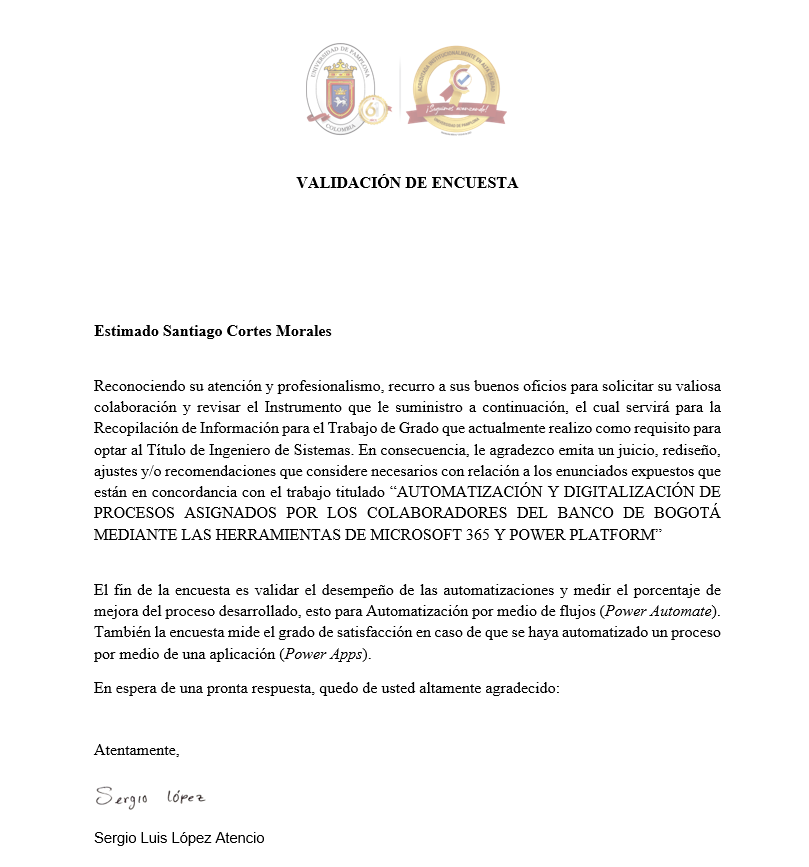 UNIVERSIDAD DE PAMPLONA
COLOMBIA
ACREDITADA INSTITUCIONALMENTE EN ALTA CALIDAD
¡Seguimos avanzando!
UNIVERSIDAD DE PAMPLONA
VALIDACIÓN DE ENCUESTA
Estimado Santiago Cortes Morales
Reconociendo su atención y profesionalismo, recurro a sus buenos oficios para solicitar su valiosa
colaboración y revisar el Instrumento que le suministro a continuación, el cual servirá para la
Recopilación de Información para el Trabajo de Grado que actualmente realizo como requisito para
optar al Título de Ingeniero de Sistemas. En consecuencia, le agradezco emita un juicio, rediseño,
ajustes y/o recomendaciones que considere necesarios con relación a los enunciados expuestos que
están en concordancia con el trabajo titulado “AUTOMATIZACIÓN Y DIGITALIZACIÓN DE
PROCESOS ASIGNADOS POR LOS COLABORADORES DEL BANCO DE BOGOTÁ
MEDIANTE LAS HERRAMIENTAS DE MICROSOFT 365 Y POWER PLATFORM”
El fin de la encuesta es validar el desempeño de las automatizaciones y medir el porcentaje de
mejora del proceso desarrollado, esto para Automatización por medio de flujos (Power Automate).
También la encuesta mide el grado de satisfacción en caso de que se haya automatizado un proceso
por medio de una aplicación (Power Apps).
En espera de una pronta respuesta, quedo de usted altamente agradecido:
Atentamente,
Sergio López
Sergio Luis López Atencio